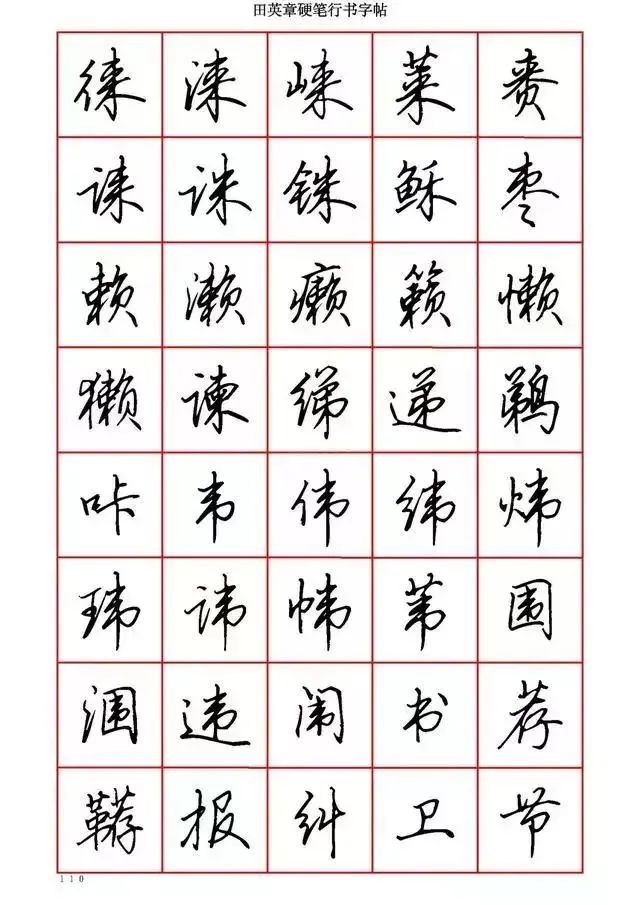 田英章硬笔行书字帖
徕 涞 崃 莱 赉
诔 诛 铢 稣 枣
赖 濑 癞 籁 懒
獭 谏 绨 递 鹈
咔 韦 伟 纬 炜
玮 讳 帏 苇 围
涠 违 闱 书 荐
鞯 报 纠 卫 节
110